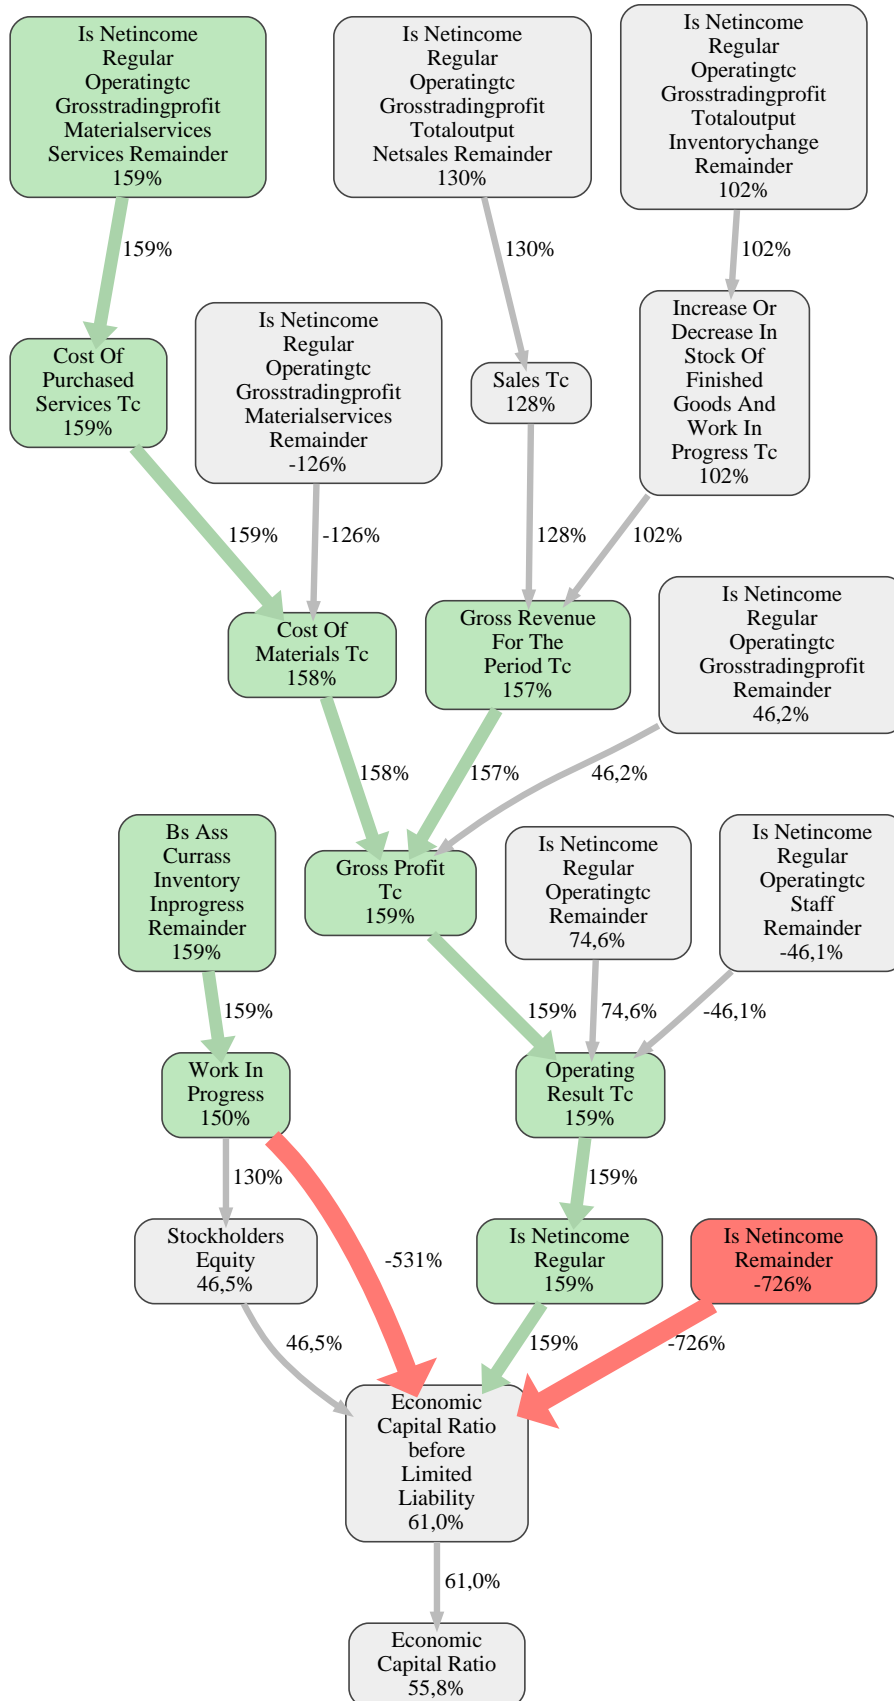 Is Netincome
Regular
Operatingtc
Grosstradingprofit
Materialservices
Services Remainder
159%
Is Netincome
Regular
Operatingtc
Grosstradingprofit
Totaloutput
Netsales Remainder
130%
Is Netincome
Regular
Operatingtc
Grosstradingprofit
Totaloutput
Inventorychange
Remainder
102%
159%
130%
102%
Cost Of
Purchased
Services Tc
159%
Is Netincome
Regular
Operatingtc
Grosstradingprofit
Materialservices
Remainder
-126%
Sales Tc
128%
Increase Or
Decrease In
Stock Of
Finished
Goods And
Work In
Progress Tc
102%
159%
-126%
128%
102%
Cost Of
Materials Tc
158%
Gross Revenue
For The
Period Tc
157%
Is Netincome
Regular
Operatingtc
Grosstradingprofit
Remainder
46,2%
158%
157%
46,2%
Bs Ass
Currass
Inventory
Inprogress
Remainder
159%
Gross Profit
Tc
159%
Is Netincome
Regular
Operatingtc
Remainder
74,6%
Is Netincome
Regular
Operatingtc
Staff
Remainder
-46,1%
159%
159%
74,6%
-46,1%
Work In
Progress
150%
Operating
Result Tc
159%
130%
-531%
159%
Stockholders
Equity
46,5%
Is Netincome
Regular
159%
Is Netincome
Remainder
-726%
46,5%
159%
-726%
Economic
Capital Ratio
before
Limited
Liability
61,0%
61,0%
Economic
Capital Ratio
55,8%